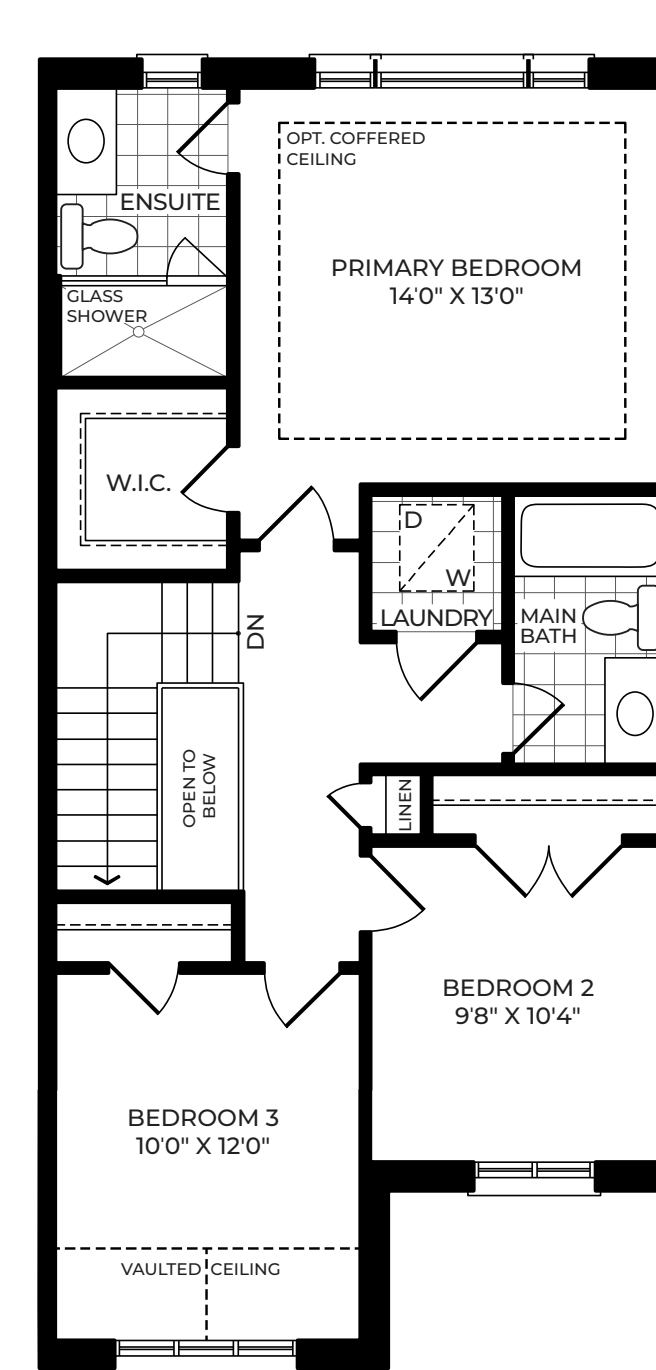 OPT. COFFERED
CEILING
ENSUITE
PRIMARY BEDROOM
14'0" X 13'0"
GLASS
SHOWER
W.I.C.
D
W
LAUNDRY
MAIN
BATH
DN
OPEN TO
BELOW
LINEN
BEDROOM 2
9'8" X 10'4"
BEDROOM 3
10'0" X 12'0"
VAULTED CEILING